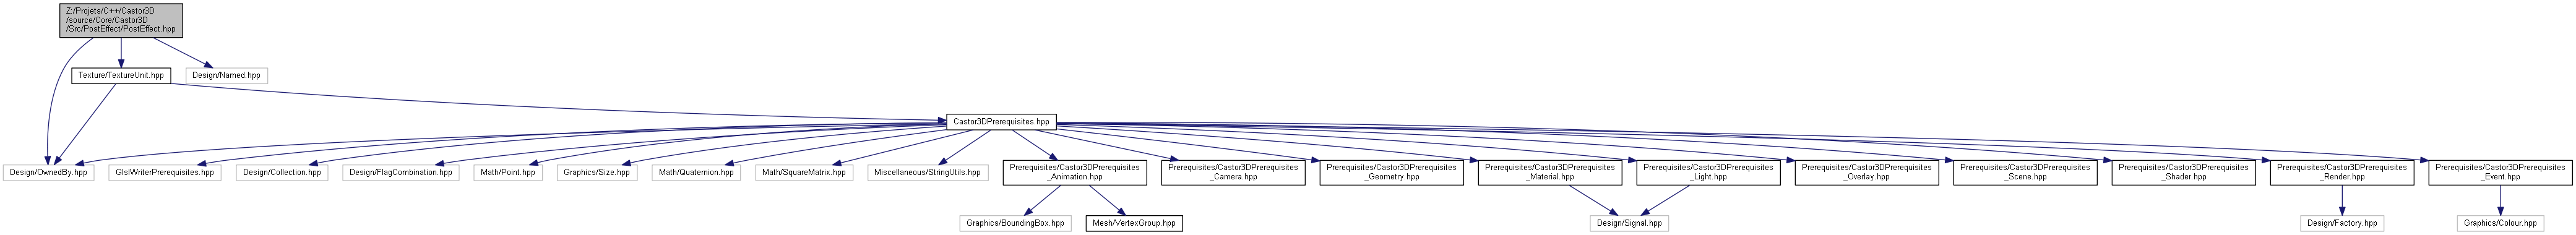 Z:/Projets/C++/Castor3D
/source/Core/Castor3D
/Src/PostEffect/PostEffect.hpp
Texture/TextureUnit.hpp
Design/Named.hpp
Castor3DPrerequisites.hpp
Design/OwnedBy.hpp
GlslWriterPrerequisites.hpp
Design/Collection.hpp
Design/FlagCombination.hpp
Math/Point.hpp
Graphics/Size.hpp
Math/Quaternion.hpp
Math/SquareMatrix.hpp
Miscellaneous/StringUtils.hpp
Prerequisites/Castor3DPrerequisites
_Animation.hpp
Prerequisites/Castor3DPrerequisites
_Camera.hpp
Prerequisites/Castor3DPrerequisites
_Geometry.hpp
Prerequisites/Castor3DPrerequisites
_Material.hpp
Prerequisites/Castor3DPrerequisites
_Light.hpp
Prerequisites/Castor3DPrerequisites
_Overlay.hpp
Prerequisites/Castor3DPrerequisites
_Scene.hpp
Prerequisites/Castor3DPrerequisites
_Shader.hpp
Prerequisites/Castor3DPrerequisites
_Render.hpp
Prerequisites/Castor3DPrerequisites
_Event.hpp
Graphics/BoundingBox.hpp
Mesh/VertexGroup.hpp
Design/Signal.hpp
Design/Factory.hpp
Graphics/Colour.hpp